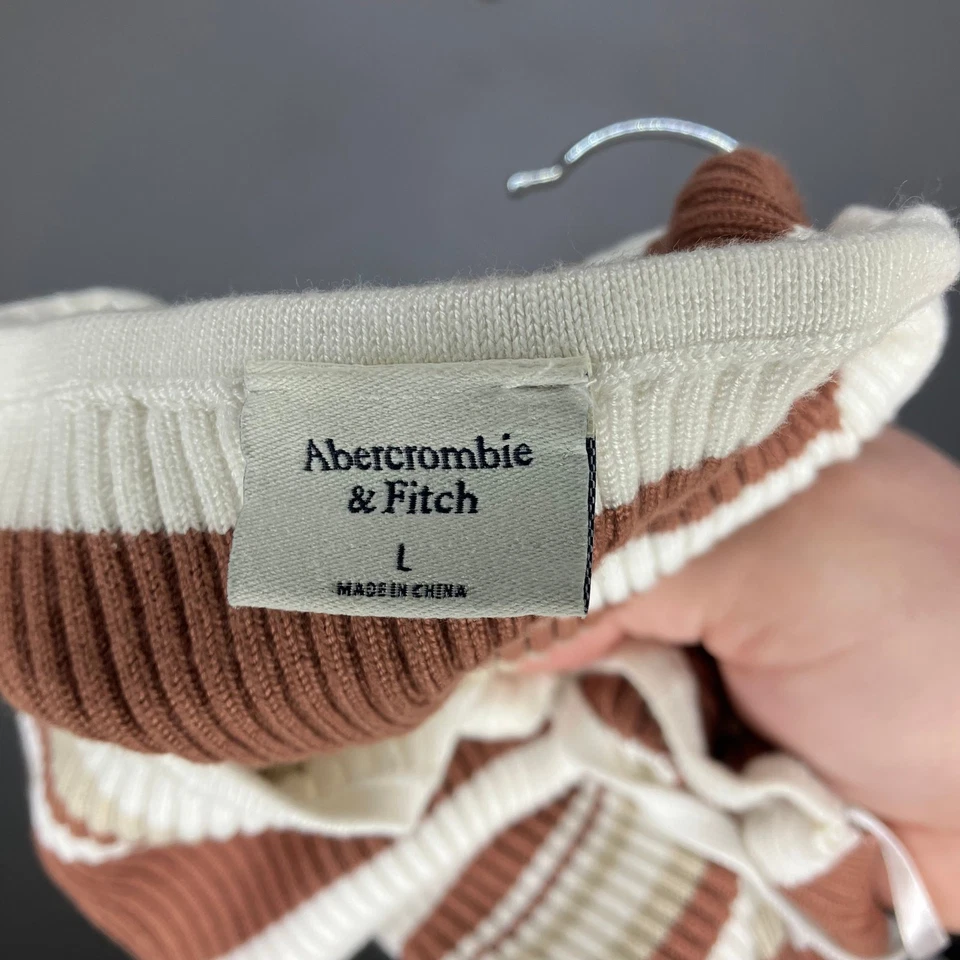 Abercrombie
& Fitch
L
MADE IN CHINA